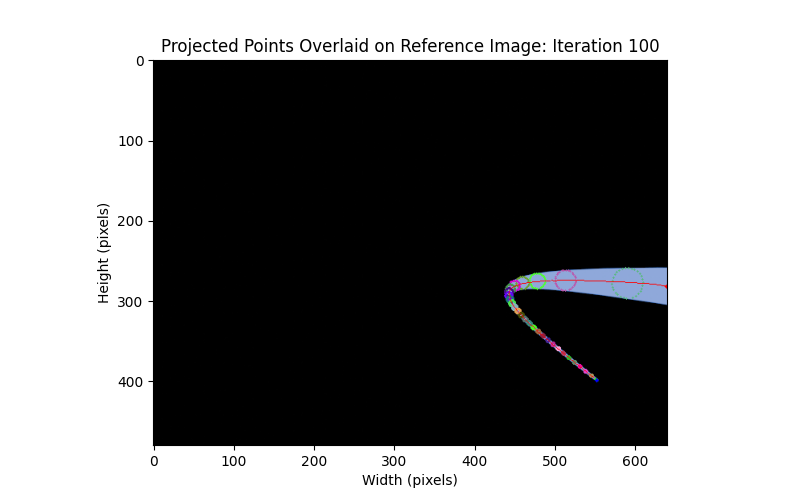 Projected Points Overlaid on Reference Image: Iteration 100
0
100
200
300
400
Height (pixels)
0 100 200 300 400 500 600
Width (pixels)